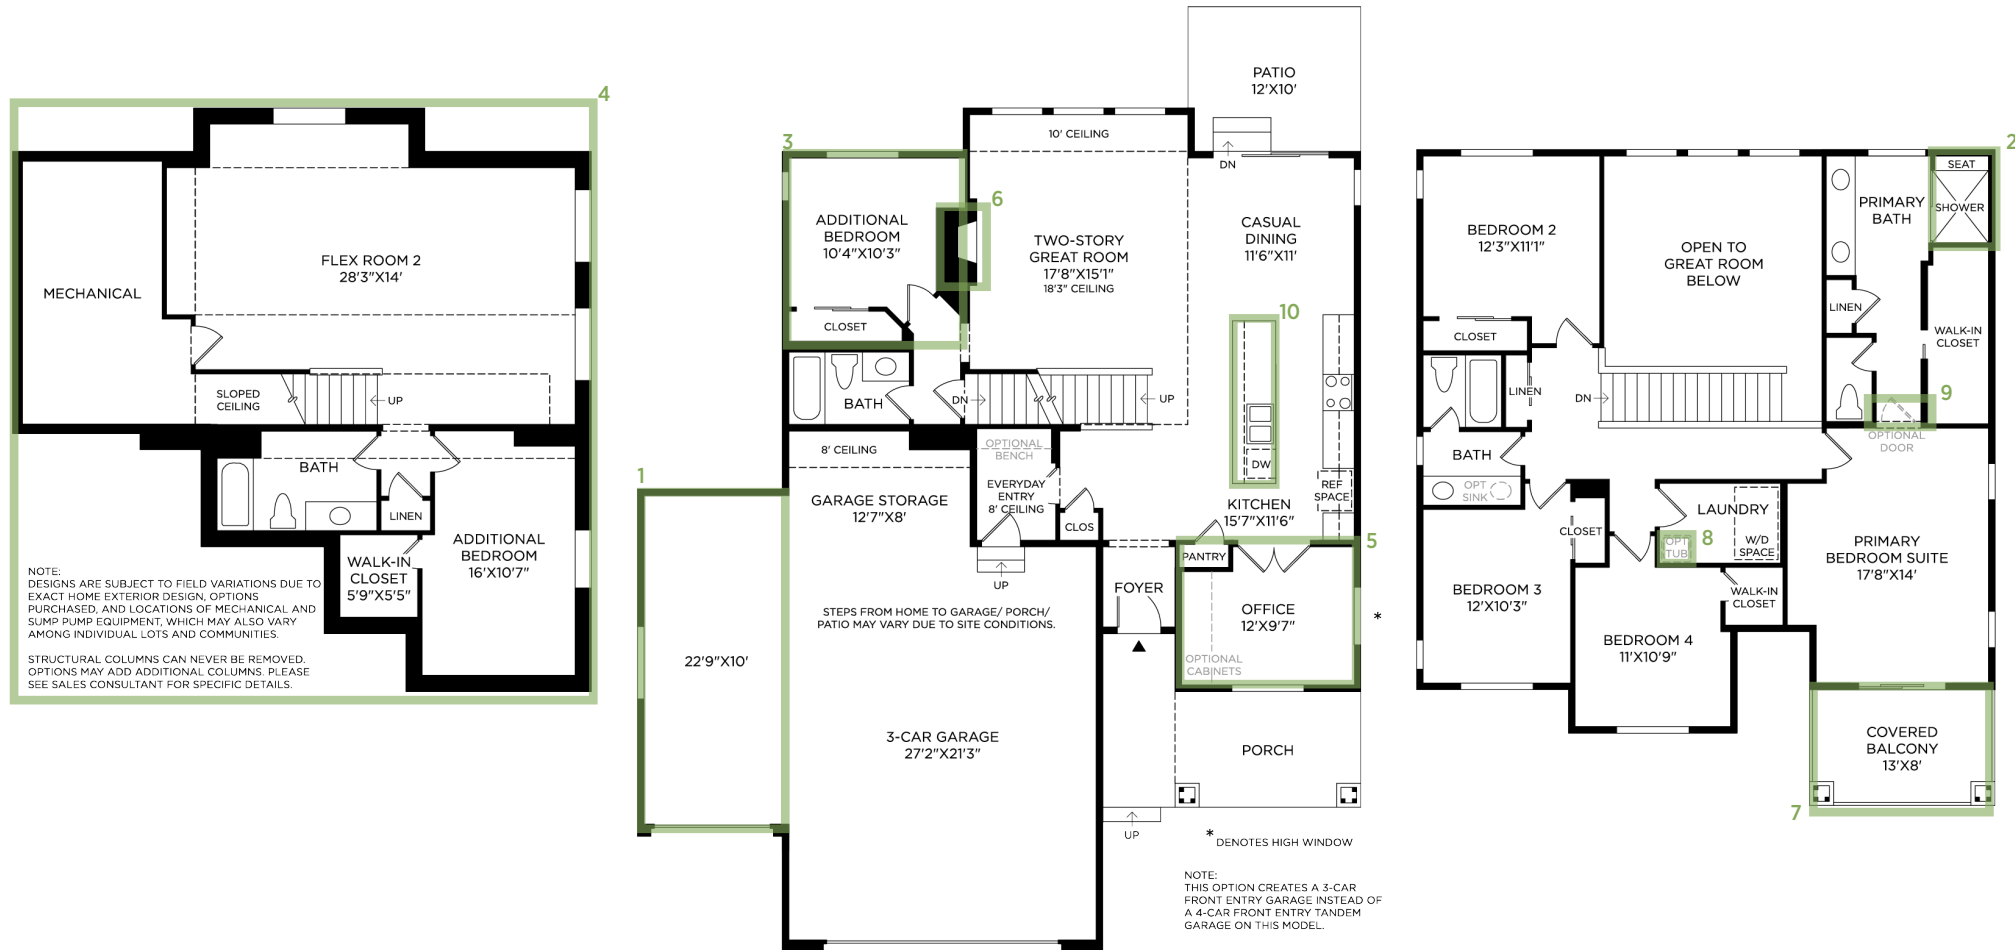 4
MECHANICAL
FLEX ROOM 2
28'3"X14'
SLOPED
CEILING
UP
BATH
LINEN
WALK-IN
CLOSET
5'9"X5'5"
ADDITIONAL
BEDROOM
16'X10'7"
NOTE:
DESIGNS ARE SUBJECT TO FIELD VARIATIONS DUE TO
EXACT HOME EXTERIOR DESIGN, OPTIONS
PURCHASED, AND LOCATIONS OF MECHANICAL AND
SUMP PUMP EQUIPMENT, WHICH MAY ALSO VARY
AMONG INDIVIDUAL LOTS AND COMMUNITIES.
STRUCTURAL COLUMNS CAN NEVER BE REMOVED.
OPTIONS MAY ADD ADDITIONAL COLUMNS. PLEASE
SEE SALES CONSULTANT FOR SPECIFIC DETAILS.
PATIO
12'X10'
10' CEILING
DN
3
ADDITIONAL
BEDROOM
10'4"X10'3"
CLOSET
6
TWO-STORY
GREAT ROOM
17'8"X15'1"
18'3" CEILING
CASUAL
DINING
11'6"X11'
10
BATH
DN
UP
DW
REF
SPACE
KITCHEN
15'7"X11'6"
8' CEILING
OPTIONAL
BENCH
EVERYDAY
ENTRY
8' CEILING
CLOS
GARAGE STORAGE
12'7"X8'
1
22'9"X10'
UP
STEPS FROM HOME TO GARAGE/ PORCH/
PATIO MAY VARY DUE TO SITE CONDITIONS.
3-CAR GARAGE
27'2"X21'3"
FOYER
5
PANTRY
OFFICE
12'X9'7"
*
OPTIONAL
CABINETS
PORCH
UP
* DENOTES HIGH WINDOW
NOTE:
THIS OPTION CREATES A 3-CAR
FRONT ENTRY GARAGE INSTEAD OF
A 4-CAR FRONT ENTRY TANDEM
GARAGE ON THIS MODEL.
2
BEDROOM 2
12'3"X11'1"
CLOSET
OPEN TO
GREAT ROOM
BELOW
PRIMARY
BATH
SEAT
SHOWER
LINEN
WALK-IN
CLOSET
LINEN
DN
9
OPTIONAL
DOOR
BATH
OPT
SINK
CLOSET
LAUNDRY
OPT
TUB
8
W/D
SPACE
PRIMARY
BEDROOM SUITE
17'8"X14'
BEDROOM 3
12'X10'3"
WALK-IN
CLOSET
BEDROOM 4
11'X10'9"
COVERED
BALCONY
13'X8'
7